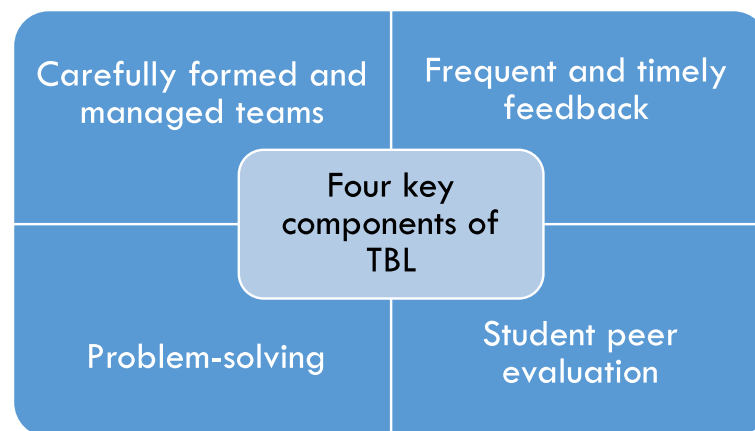 Carefully formed and
managed teams
Frequent and timely
feedback
Four key
components of
TBL
Problem-solving
Student peer
evaluation